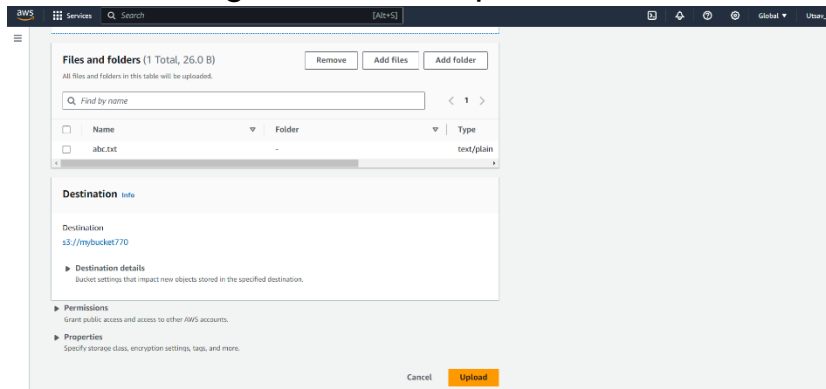 aws Services Search [Alt+S] Global Utsav_
Files and folders (1 Total, 26.0 B) Remove Add files Add folder
All files and folders in this table will be uploaded.
Find by name 1
Name Folder Type
abc.txt - text/plain
Destination Info
Destination
s3://mybucket770
Destination details
Bucket settings that impact new objects stored in the specified destination.
Permissions
Grant public access and access to other AWS accounts.
Properties
Specify storage class, encryption settings, tags, and more.
Cancel Upload